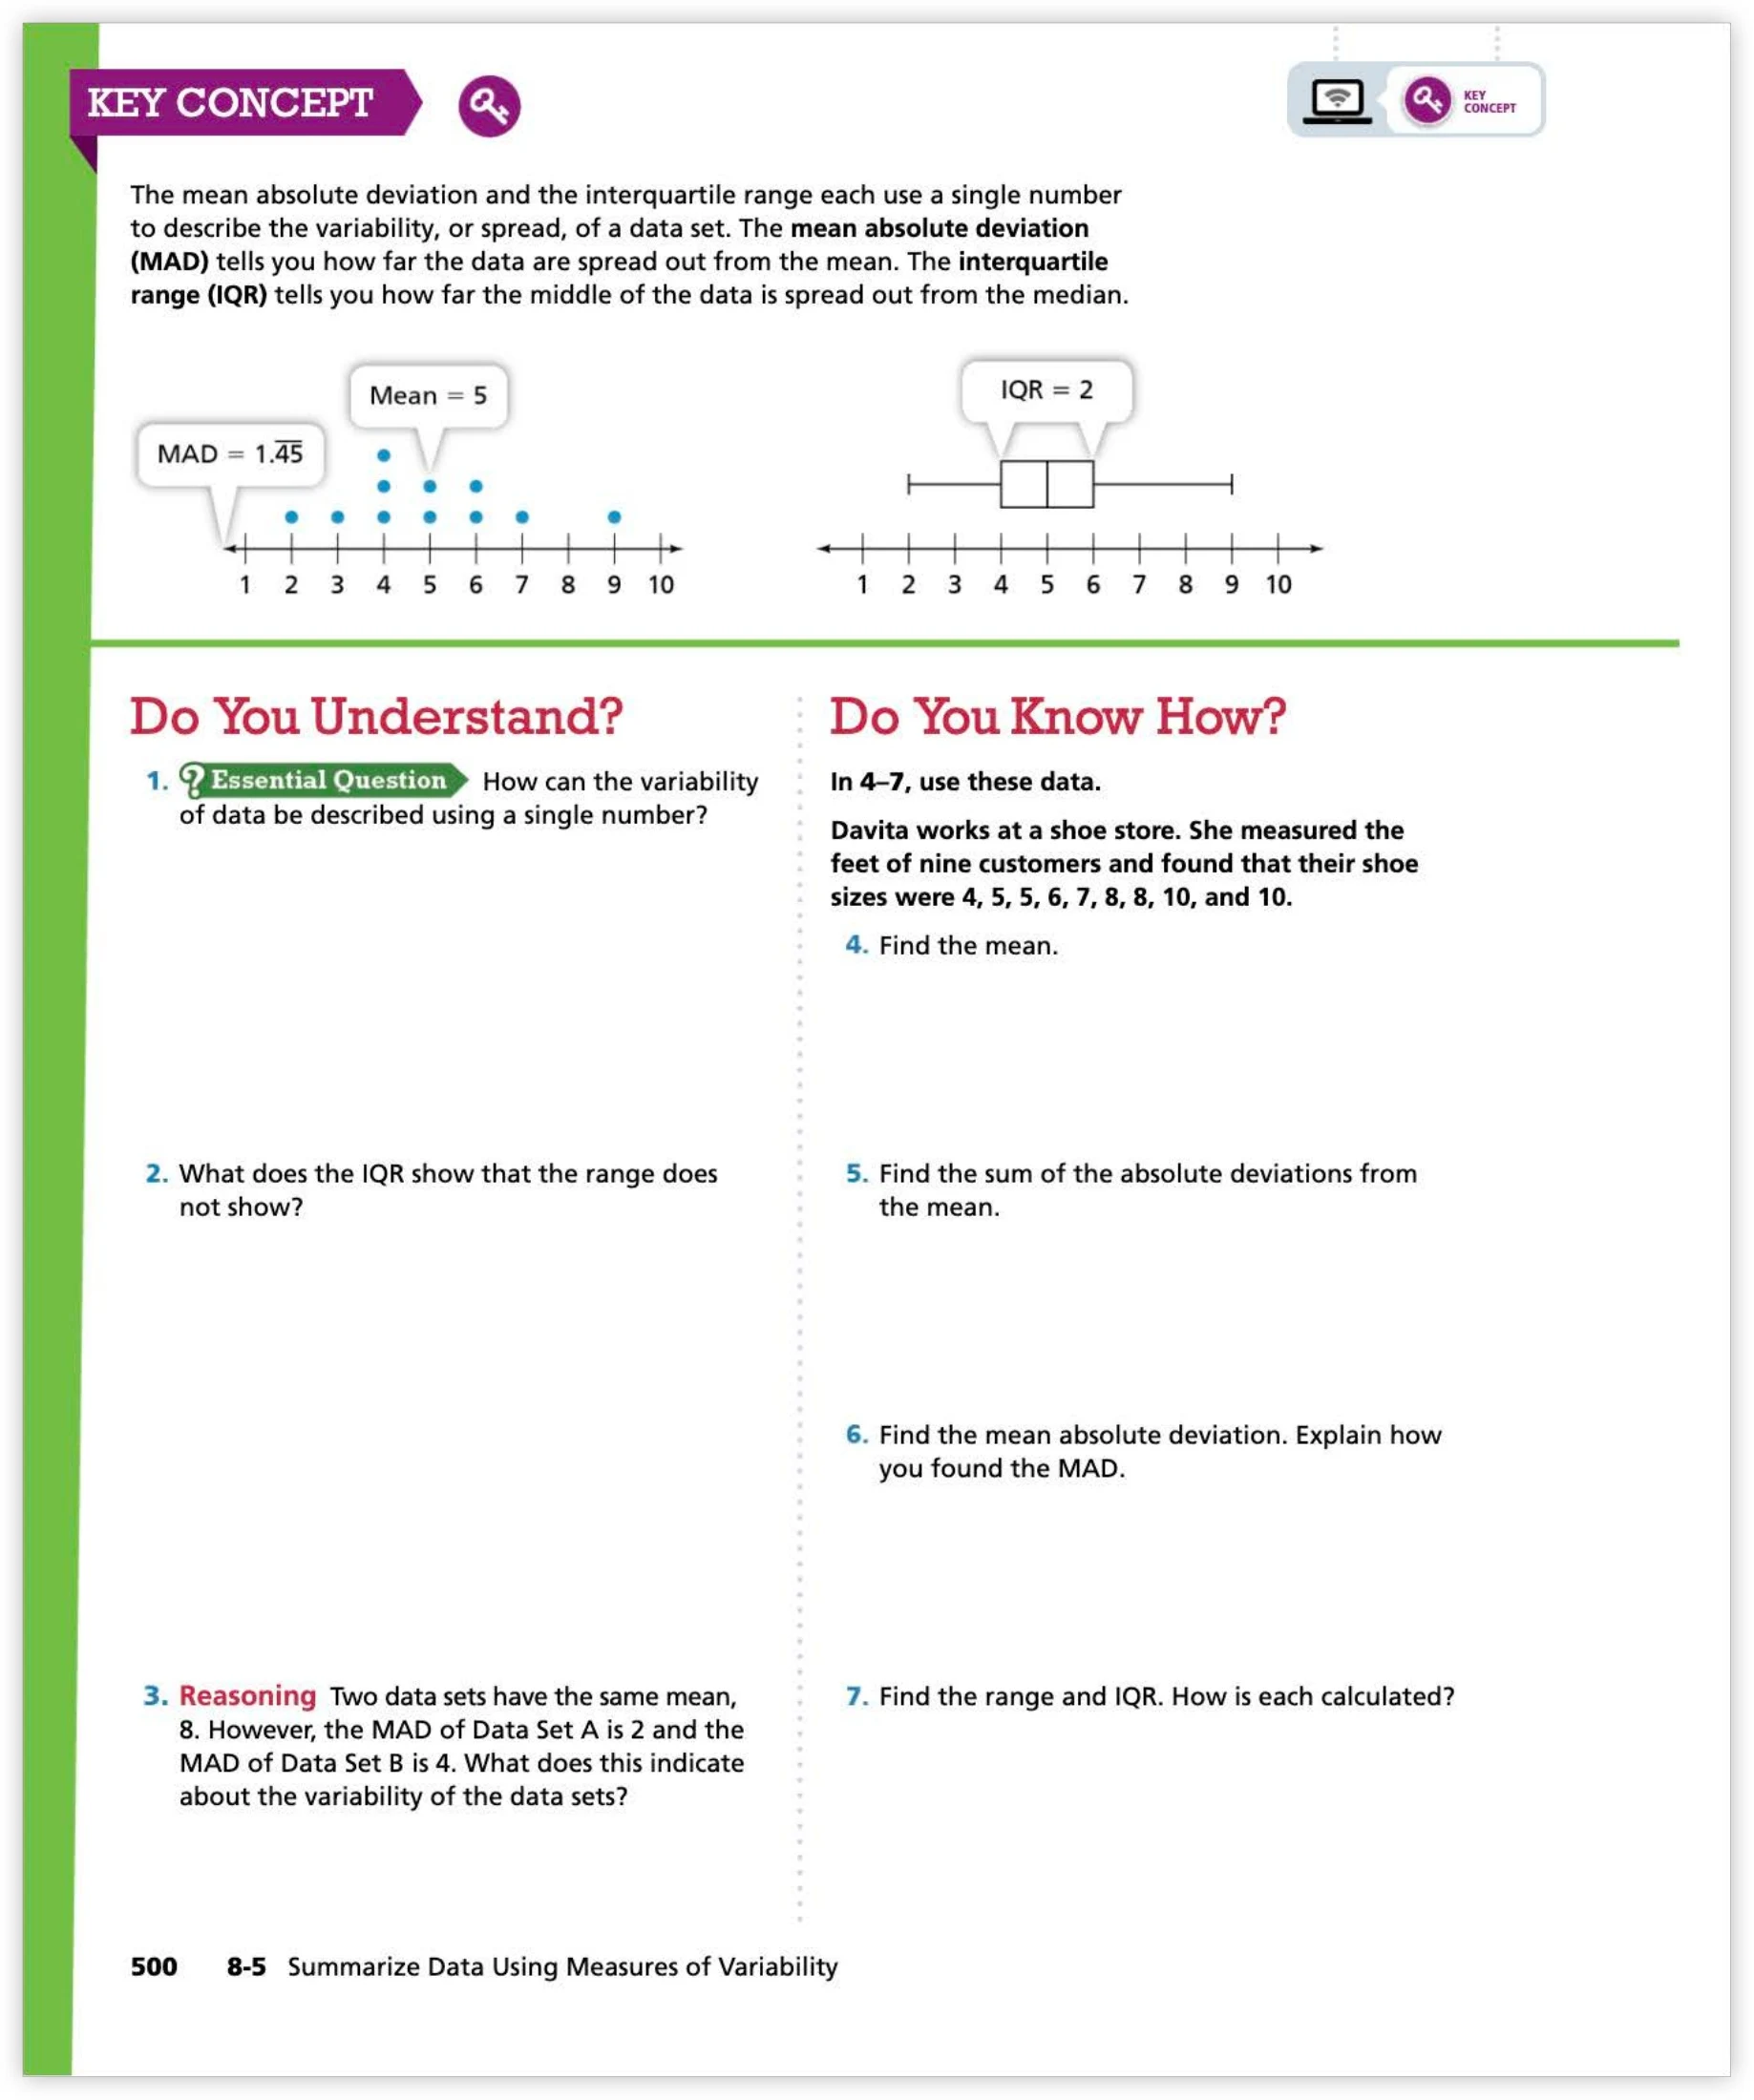 KEY CONCEPT
KEY
CONCEPT
The mean absolute deviation and the interquartile range each use a single number
to describe the variability, or spread, of a data set. The mean absolute deviation
(MAD) tells you how far the data are spread out from the mean. The interquartile
range (IQR) tells you how far the middle of the data is spread out from the median.
Mean = 5
MAD = 1.4̅5̅
1 2 3 4 5 6 7 8 9 10
IQR = 2
1 2 3 4 5 6 7 8 9 10
Do You Understand?
1. ? Essential Question How can the variability
of data be described using a single number?
2. What does the IQR show that the range does
not show?
3. Reasoning Two data sets have the same mean,
8. However, the MAD of Data Set A is 2 and the
MAD of Data Set B is 4. What does this indicate
about the variability of the data sets?
Do You Know How?
In 4–7, use these data.
Davita works at a shoe store. She measured the
feet of nine customers and found that their shoe
sizes were 4, 5, 5, 6, 7, 8, 8, 10, and 10.
4. Find the mean.
5. Find the sum of the absolute deviations from
the mean.
6. Find the mean absolute deviation. Explain how
you found the MAD.
7. Find the range and IQR. How is each calculated?
500 8-5 Summarize Data Using Measures of Variability